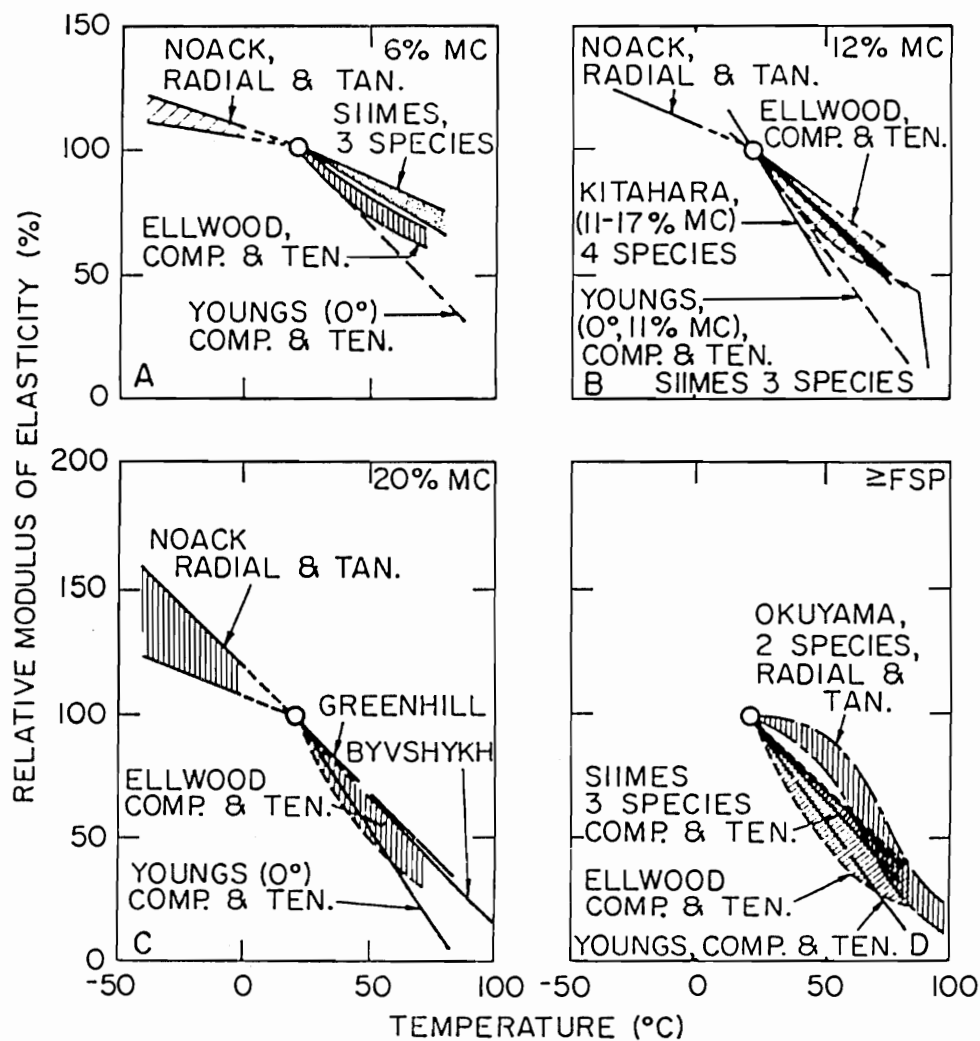 RELATIVE MODULUS OF ELASTICITY (%)
150
100
50
0
6% MC
NOACK,
RADIAL & TAN.
SIIMES,
3 SPECIES
ELLWOOD,
COMP. & TEN.
YOUNGS (0°)
COMP. & TEN.
A
12% MC
NOACK,
RADIAL & TAN.
ELLWOOD,
COMP. & TEN.
KITAHARA,
(11-17% MC)
4 SPECIES
YOUNGS,
(0°, 11% MC),
COMP. & TEN.
B SIIMES 3 SPECIES
200
150
100
50
0
20% MC
NOACK
RADIAL & TAN.
GREENHILL
BYVSHYKH
ELLWOOD
COMP. & TEN.
YOUNGS (0°)
COMP. & TEN.
C
≥FSP
OKUYAMA,
2 SPECIES,
RADIAL &
TAN.
SIIMES
3 SPECIES
COMP. & TEN.
ELLWOOD
COMP. & TEN.
YOUNGS, COMP. & TEN. D
-50 0 50 100
-50 0 50 100
TEMPERATURE (°C)